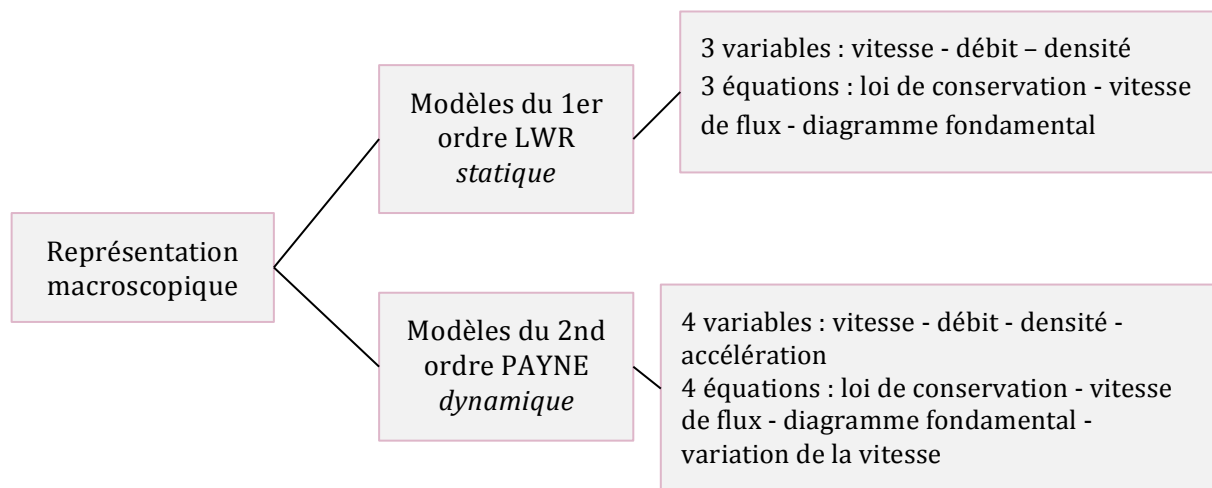 Représentation
macroscopique
Modèles du 1er
ordre LWR
statique
3 variables : vitesse - débit – densité
3 équations : loi de conservation - vitesse
de flux - diagramme fondamental
Modèles du 2nd
ordre PAYNE
dynamique
4 variables : vitesse - débit - densité -
accélération
4 équations : loi de conservation - vitesse
de flux - diagramme fondamental -
variation de la vitesse